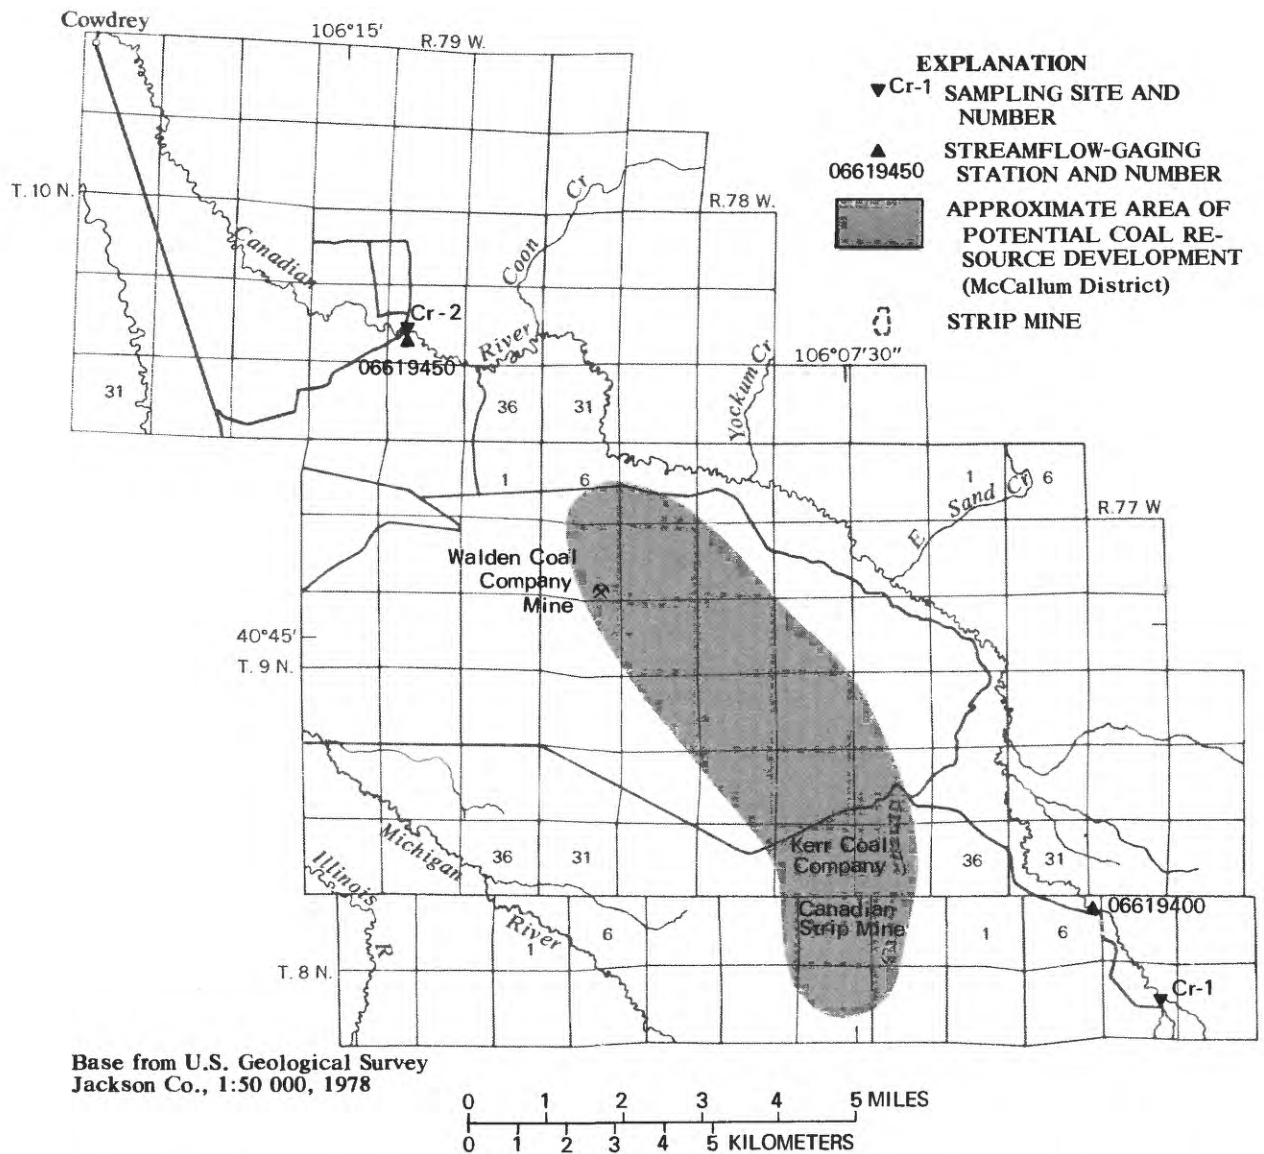 Cowdrey
106°15'
R.79 W.
EXPLANATION
Cr-1 SAMPLING SITE AND
NUMBER
STREAMFLOW-GAGING
06619450 STATION AND NUMBER
APPROXIMATE AREA OF
POTENTIAL COAL RE-
SOURCE DEVELOPMENT
(McCallum District)
STRIP MINE
T. 10 N.
R.78 W.
Coon Cr
Canadian
River
Cr-2
06619450
106°07'30"
Yockum Cr
31
36
31
1
6
1
6
E. Sand Cr
R.77 W
Walden Coal
Company
Mine
40°45'
T. 9 N.
Michigan
River
Illinois
R
36
31
Kerr Coal
Company
36
31
Canadian
Strip Mine
06619400
1
6
1
6
T. 8 N.
Cr-1
Base from U.S. Geological Survey
Jackson Co., 1:50 000, 1978
0 1 2 3 4 5 MILES
0 1 2 3 4 5 KILOMETERS